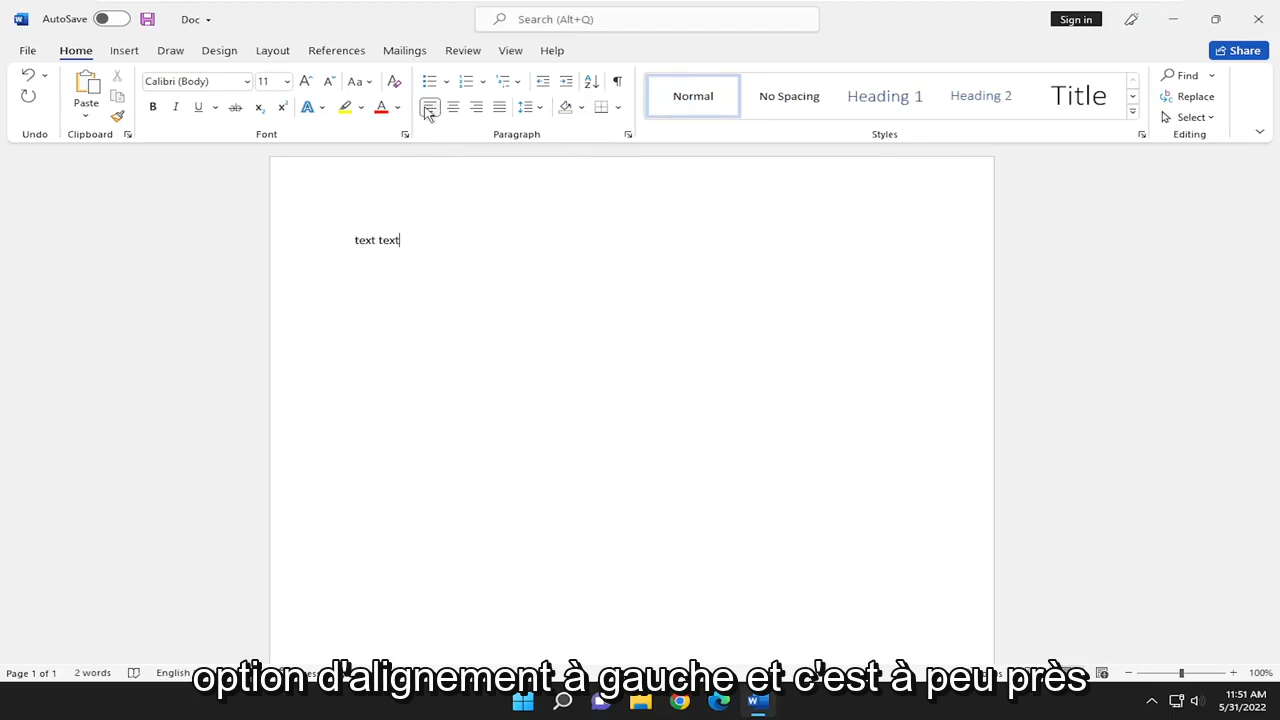 AutoSave
Doc
Search (Alt+Q)
Sign in
File
Home
Insert
Draw
Design
Layout
References
Mailings
Review
View
Help
Share
Paste
Calibri (Body)
11
Normal
No Spacing
Heading 1
Heading 2
Title
Find
Replace
Select
Undo
Clipboard
Font
Paragraph
Styles
Editing
text text
option d'alignement à gauche et c'est à peu près
Page 1 of 1
2 words
English
100%
11:51 AM
5/31/2022